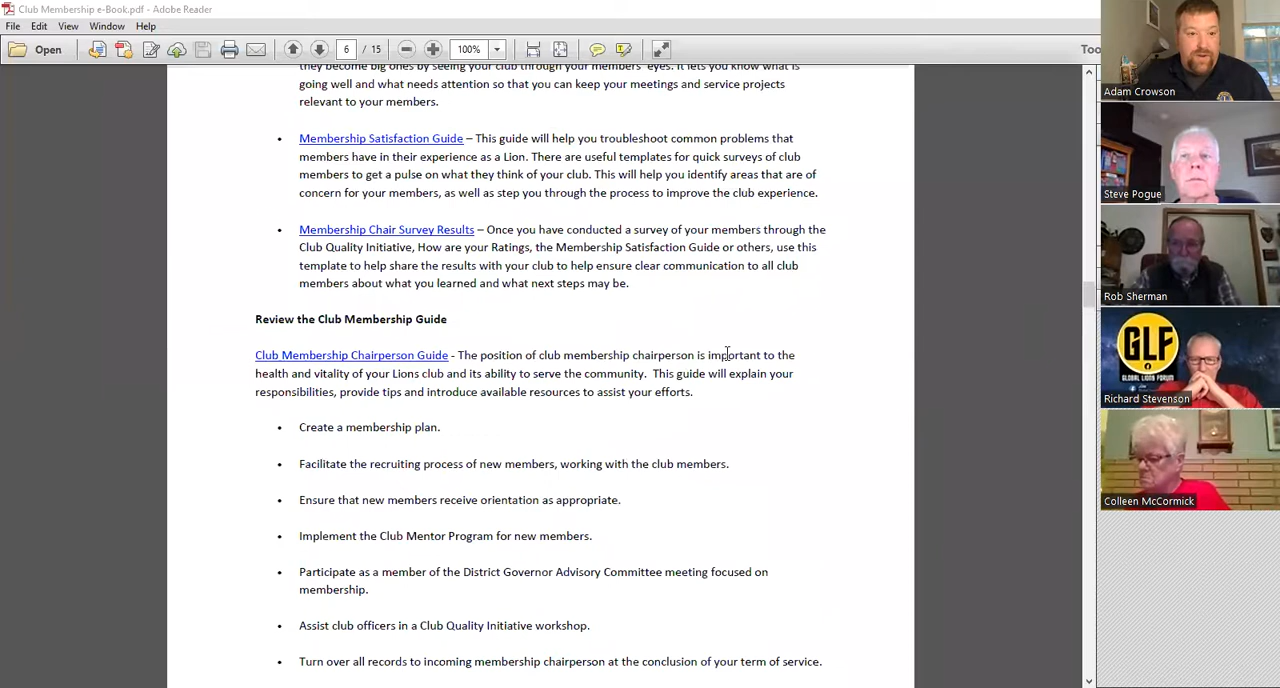 Club Membership e-Book.pdf - Adobe Reader
File Edit View Window Help
Open 6 / 15 100% Too
they become big ones by seeing your club through your members' eyes. It lets you know what is
going well and what needs attention so that you can keep your meetings and service projects
relevant to your members.
• Membership Satisfaction Guide – This guide will help you troubleshoot common problems that
members have in their experience as a Lion. There are useful templates for quick surveys of club
members to get a pulse on what they think of your club. This will help you identify areas that are of
concern for your members, as well as step you through the process to improve the club experience.
• Membership Chair Survey Results – Once you have conducted a survey of your members through the
Club Quality Initiative, How are your Ratings, the Membership Satisfaction Guide or others, use this
template to help share the results with your club to help ensure clear communication to all club
members about what you learned and what next steps may be.
Review the Club Membership Guide
Club Membership Chairperson Guide - The position of club membership chairperson is important to the
health and vitality of your Lions club and its ability to serve the community. This guide will explain your
responsibilities, provide tips and introduce available resources to assist your efforts.
• Create a membership plan.
• Facilitate the recruiting process of new members, working with the club members.
• Ensure that new members receive orientation as appropriate.
• Implement the Club Mentor Program for new members.
• Participate as a member of the District Governor Advisory Committee meeting focused on
membership.
• Assist club officers in a Club Quality Initiative workshop.
• Turn over all records to incoming membership chairperson at the conclusion of your term of service.
Adam Crowson
Steve Pogue
Rob Sherman
GLF
GLOBAL LIONS FORUM
Richard Stevenson
Colleen McCormick